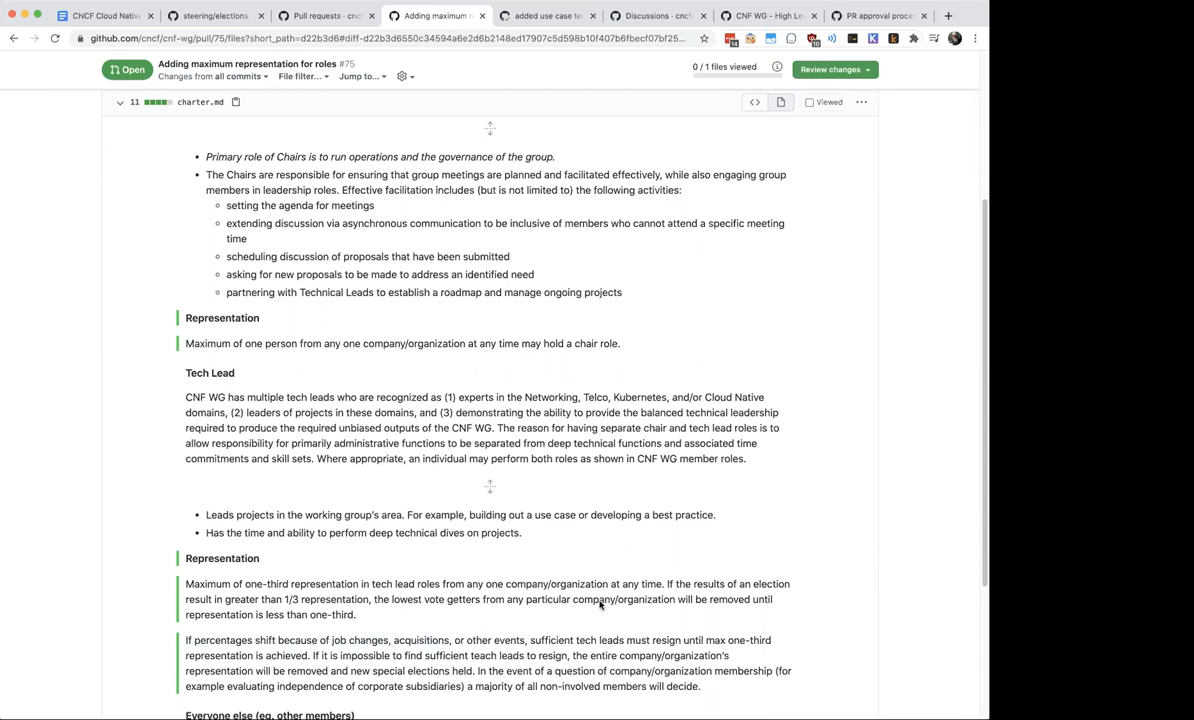 CNCF Cloud Native
steering/elections.
Pull requests · cnc
Adding maximum r
added use case te
Discussions · cncf
CNF WG - High Le
PR approval proce
github.com/cncf/cnf-wg/pull/75/files?short_path=d22b3d6#diff-d22b3d6550c34594a6e2d6b2148ed17907c5d598b10f407b6fbecf07bf25...
14
10
Open
Adding maximum representation for roles #75
Changes from all commits
File filter...
Jump to...
0 / 1 files viewed
Review changes
11
charter.md
Viewed
Primary role of Chairs is to run operations and the governance of the group.
The Chairs are responsible for ensuring that group meetings are planned and facilitated effectively, while also engaging group
members in leadership roles. Effective facilitation includes (but is not limited to) the following activities:
setting the agenda for meetings
extending discussion via asynchronous communication to be inclusive of members who cannot attend a specific meeting
time
scheduling discussion of proposals that have been submitted
asking for new proposals to be made to address an identified need
partnering with Technical Leads to establish a roadmap and manage ongoing projects
Representation
Maximum of one person from any one company/organization at any time may hold a chair role.
Tech Lead
CNF WG has multiple tech leads who are recognized as (1) experts in the Networking, Telco, Kubernetes, and/or Cloud Native
domains, (2) leaders of projects in these domains, and (3) demonstrating the ability to provide the balanced technical leadership
required to produce the required unbiased outputs of the CNF WG. The reason for having separate chair and tech lead roles is to
allow responsibility for primarily administrative functions to be separated from deep technical functions and associated time
commitments and skill sets. Where appropriate, an individual may perform both roles as shown in CNF WG member roles.
Leads projects in the working group's area. For example, building out a use case or developing a best practice.
Has the time and ability to perform deep technical dives on projects.
Representation
Maximum of one-third representation in tech lead roles from any one company/organization at any time. If the results of an election
result in greater than 1/3 representation, the lowest vote getters from any particular company/organization will be removed until
representation is less than one-third.
If percentages shift because of job changes, acquisitions, or other events, sufficient tech leads must resign until max one-third
representation is achieved. If it is impossible to find sufficient teach leads to resign, the entire company/organization's
representation will be removed and new special elections held. In the event of a question of company/organization membership (for
example evaluating independence of corporate subsidiaries) a majority of all non-involved members will decide.
Everyone else (eg. other members)